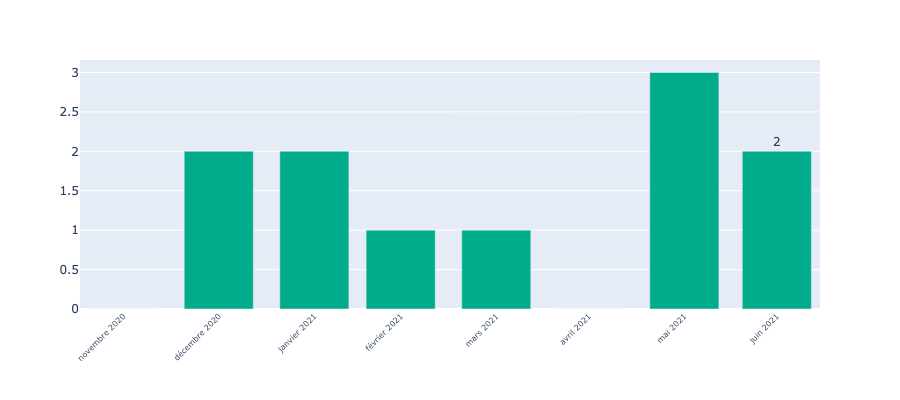 3
2.5
2
1.5
1
0.5
0
2
novembre 2020
décembre 2020
janvier 2021
février 2021
mars 2021
avril 2021
mai 2021
juin 2021